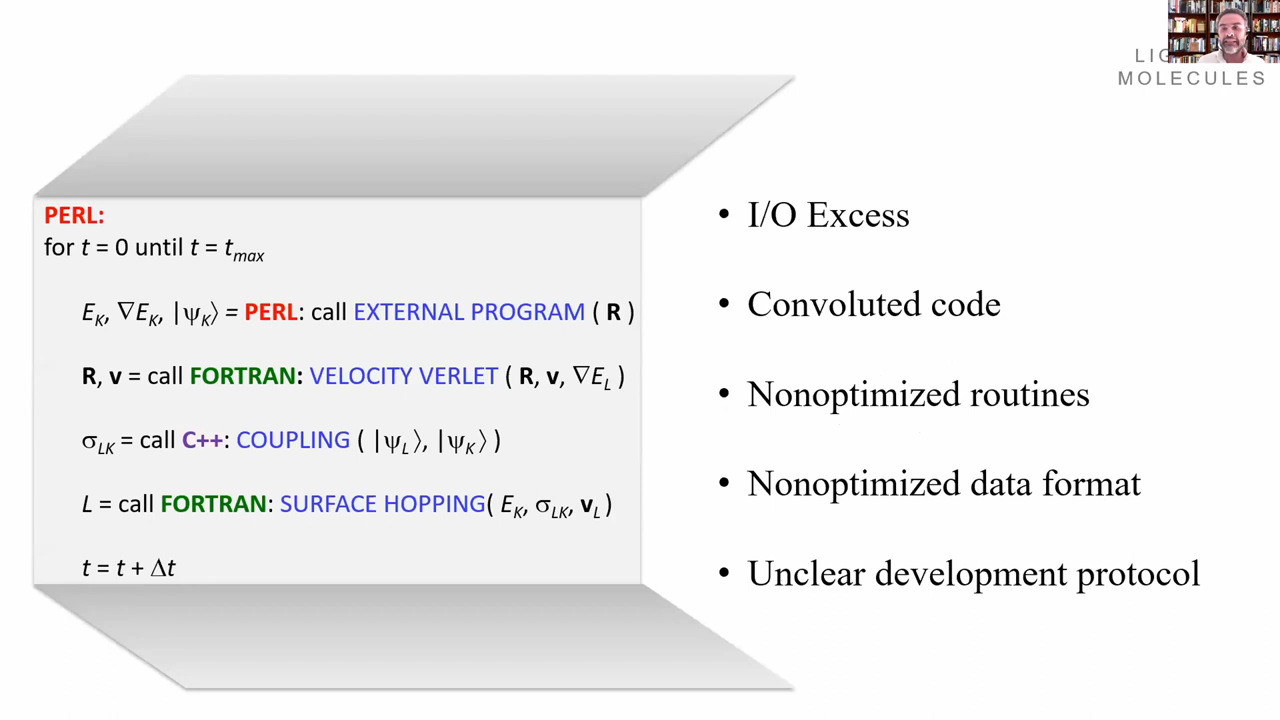 LIG
MOLECULES
PERL:
for t = 0 until t = tmax
EK, ∇EK, |ψK⟩ = PERL: call EXTERNAL PROGRAM ( R )
R, v = call FORTRAN: VELOCITY VERLET ( R, v, ∇EL )
σLK = call C++: COUPLING ( |ψL⟩, |ψK⟩ )
L = call FORTRAN: SURFACE HOPPING( EK, σLK, vL )
t = t + Δt
• I/O Excess
• Convoluted code
• Nonoptimized routines
• Nonoptimized data format
• Unclear development protocol